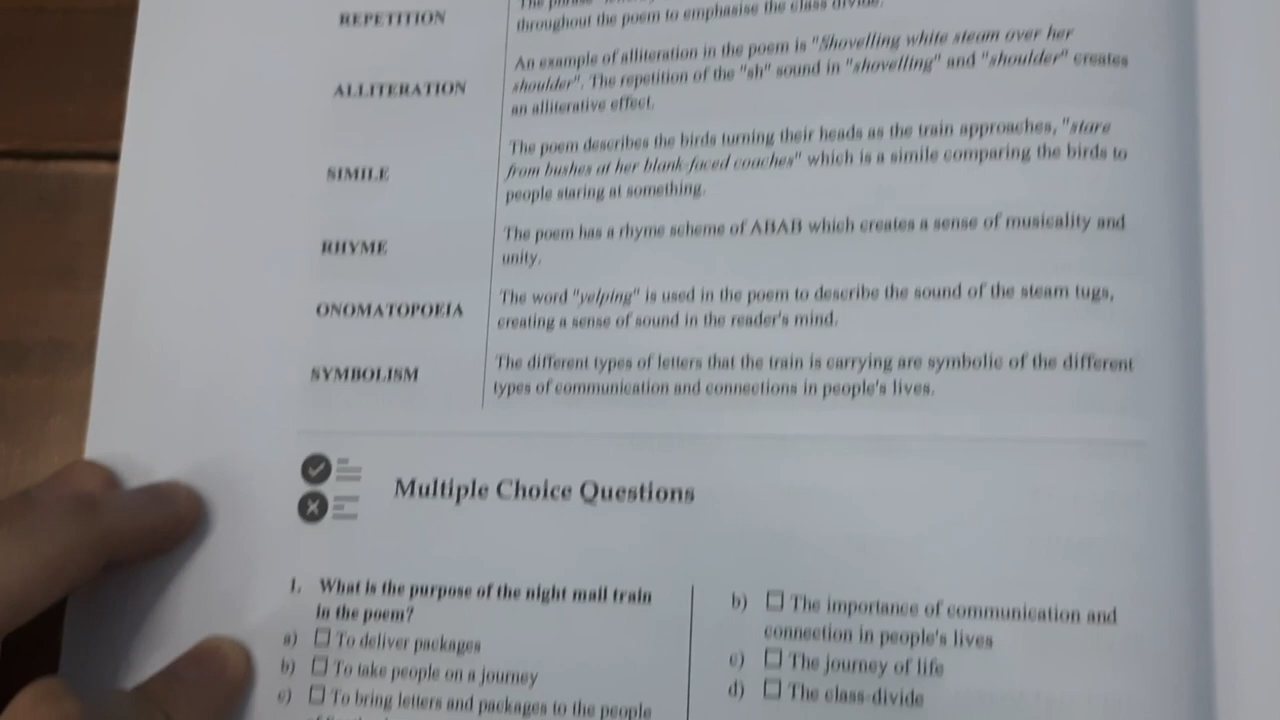 REPETITION
throughout the poem to emphasise the class divide.
ALLITERATION
An example of alliteration in the poem is "Shovelling white steam over her
shoulder". The repetition of the "sh" sound in "shovelling" and "shoulder" creates
an alliterative effect.
SIMILE
The poem describes the birds turning their heads as the train approaches, "stare
from bushes at her blank-faced coaches" which is a simile comparing the birds to
people staring at something.
RHYME
The poem has a rhyme scheme of ABAB which creates a sense of musicality and
unity.
ONOMATOPOEIA
The word "yelping" is used in the poem to describe the sound of the steam tugs,
creating a sense of sound in the reader's mind.
SYMBOLISM
The different types of letters that the train is carrying are symbolic of the different
types of communication and connections in people's lives.
Multiple Choice Questions
1. What is the purpose of the night mail train
in the poem?
a) To deliver packages
b) To take people on a journey
c) To bring letters and packages to the people
b) The importance of communication and
connection in people's lives
c) The journey of life
d) The class-divide